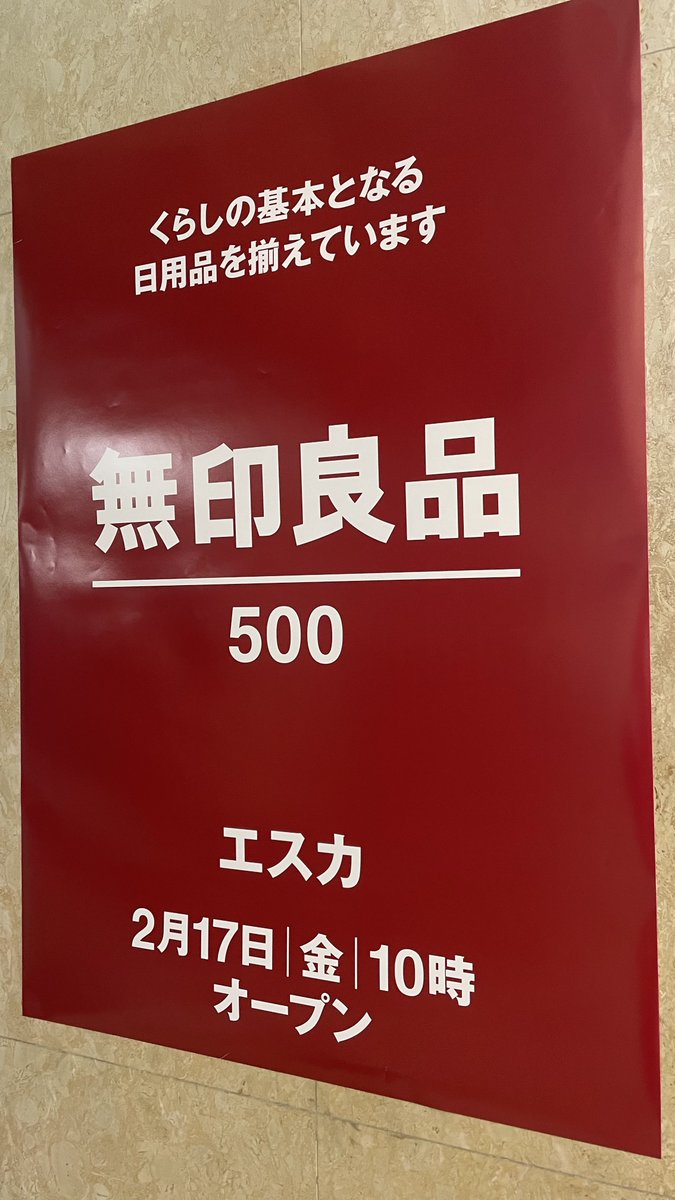 くらしの基本となる
日用品を揃えています
無印良品
500
エスカ
2月17日|金|10時
オープン